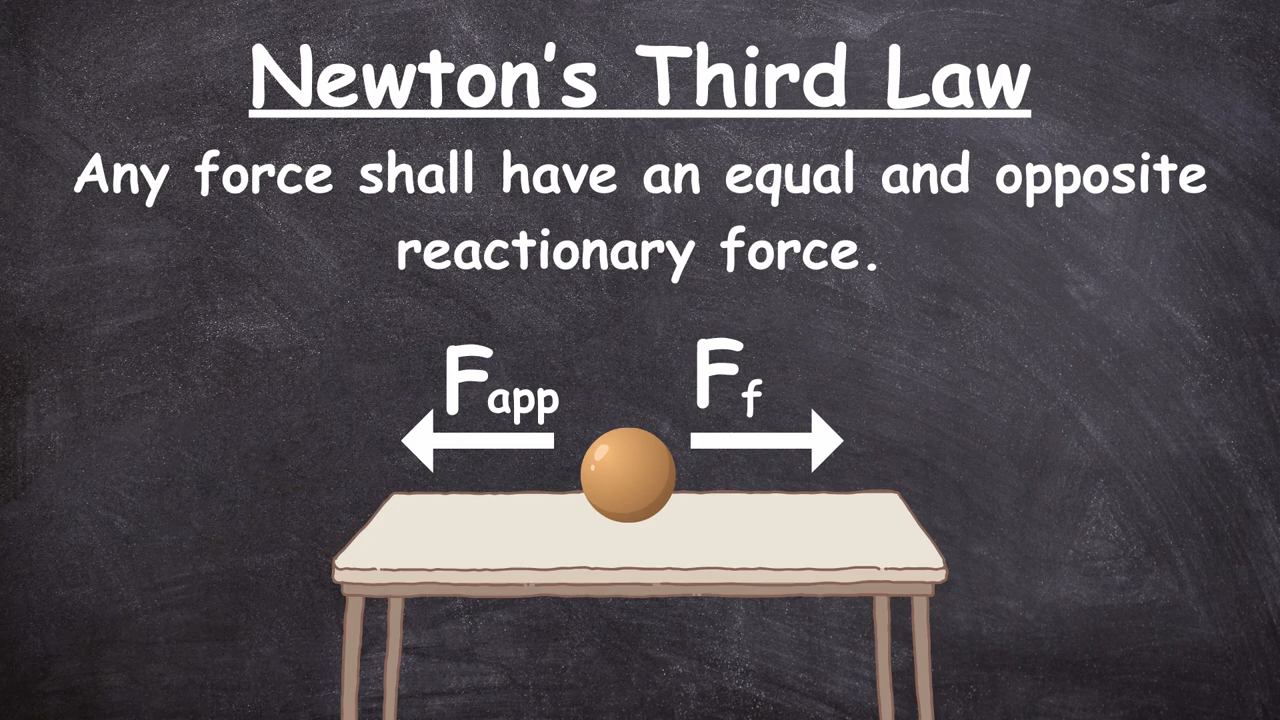 Newton's Third Law
Any force shall have an equal and opposite
reactionary force.
Fapp
Ff